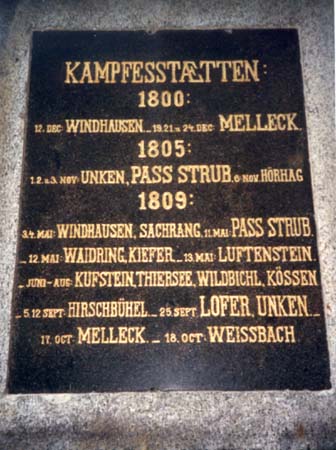 KAMPFESSTÆTTEN:
1800:
12. DEC: WINDHAUSEN._ 19.21.u 24. DEC: MELLECK.
1805:
1.2.u.3. NOV: UNKEN, PASS STRUB. 6. NOV. HÖRHAG
1809:
3.4. MAI: WINDHAUSEN, SACHRANG, 11. MAI: PASS STRUB.
_ 12. MAI WAIDRING, KIEFER._ 13. MAI: LUFTENSTEIN.
_ JUNI-AUG: KUFSTEIN, THIERSEE, WILDBICHL, KÖSSEN
_ 5.12 SEPT: HIRSCHBÜHEL._ 25. SEPT: LOFER, UNKEN._
17. OCT: MELLECK._ 18. OCT: WEISSBACH